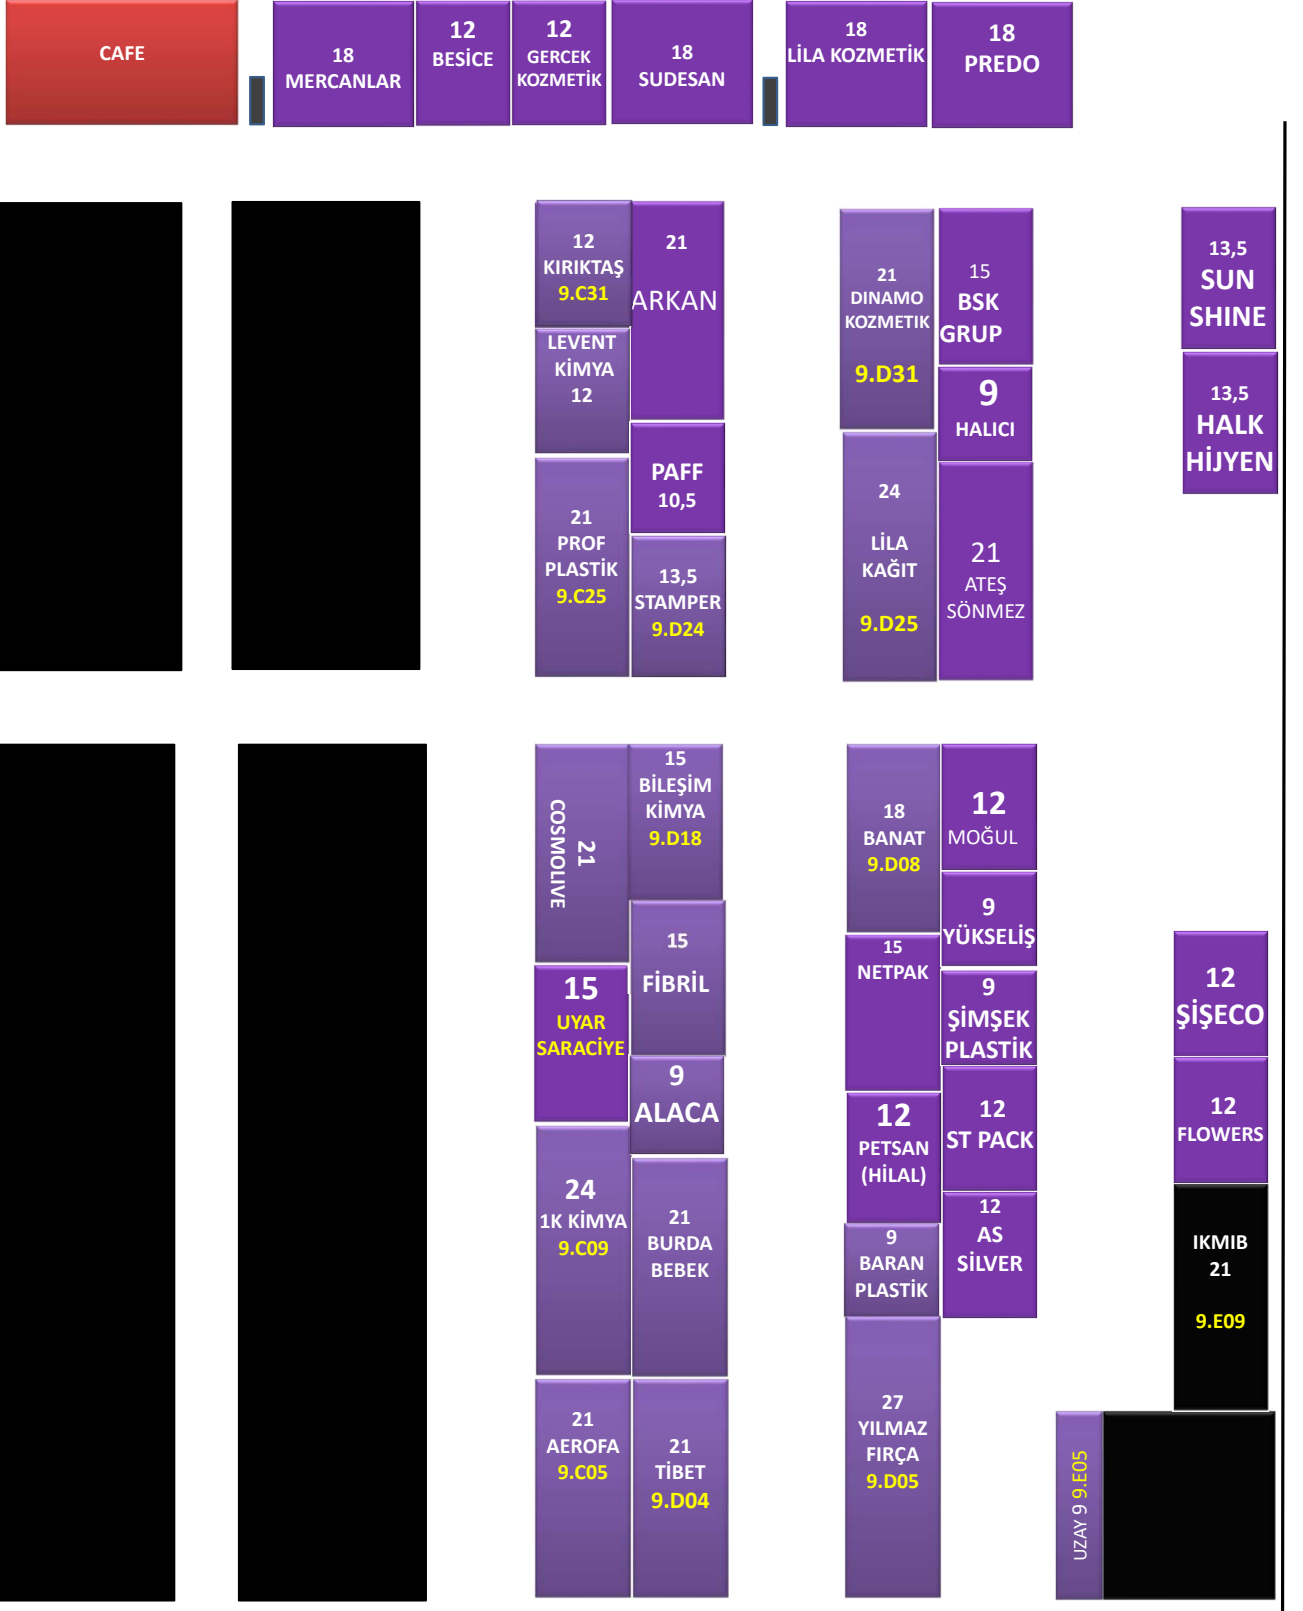 CAFE
18
MERCANLAR
12
BESİCE
12
GERCEK
KOZMETİK
18
SUDESAN
18
LİLA KOZMETİK
18
PREDO
12
KIRIKTAŞ
9.C31
21
ARKAN
LEVENT
KİMYA
12
PAFF
10,5
21
PROF
PLASTİK
9.C25
13,5
STAMPER
9.D24
21
DINAMO
KOZMETIK
9.D31
15
BSK
GRUP
9
HALICI
24
LİLA
KAĞIT
9.D25
21
ATEŞ
SÖNMEZ
13,5
SUN
SHINE
13,5
HALK
HİJYEN
21
COSMOLIVE
15
BİLEŞİM
KİMYA
9.D18
15
FİBRİL
15
UYAR
SARACİYE
9
ALACA
24
1K KİMYA
9.C09
21
BURDA
BEBEK
21
AEROFA
9.C05
21
TİBET
9.D04
18
BANAT
9.D08
12
MOĞUL
9
YÜKSELİŞ
15
NETPAK
9
ŞİMŞEK
PLASTİK
12
PETSAN
(HİLAL)
12
ST PACK
9
BARAN
PLASTİK
12
AS
SİLVER
27
YILMAZ
FIRÇA
9.D05
12
ŞİŞECO
12
FLOWERS
IKMIB
21
9.E09
UZAY 9 9.E05